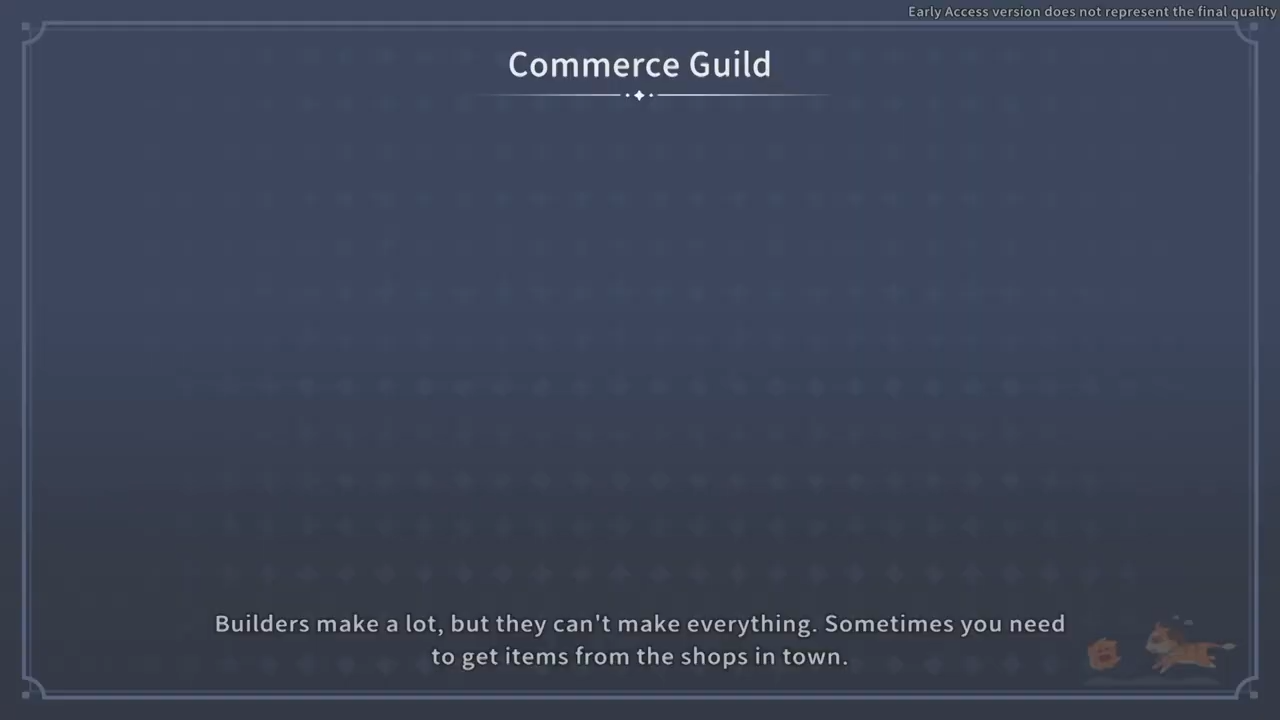 Early Access version does not represent the final quality
Commerce Guild
Builders make a lot, but they can't make everything. Sometimes you need
to get items from the shops in town.